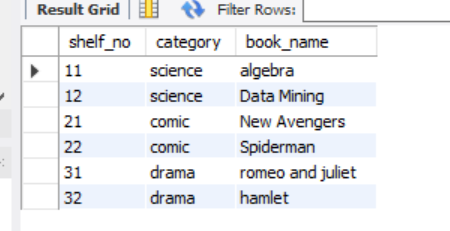 Result Grid Filter Rows:
shelf_no category book_name
11 science algebra
12 science Data Mining
21 comic New Avengers
22 comic Spiderman
31 drama romeo and juliet
32 drama hamlet